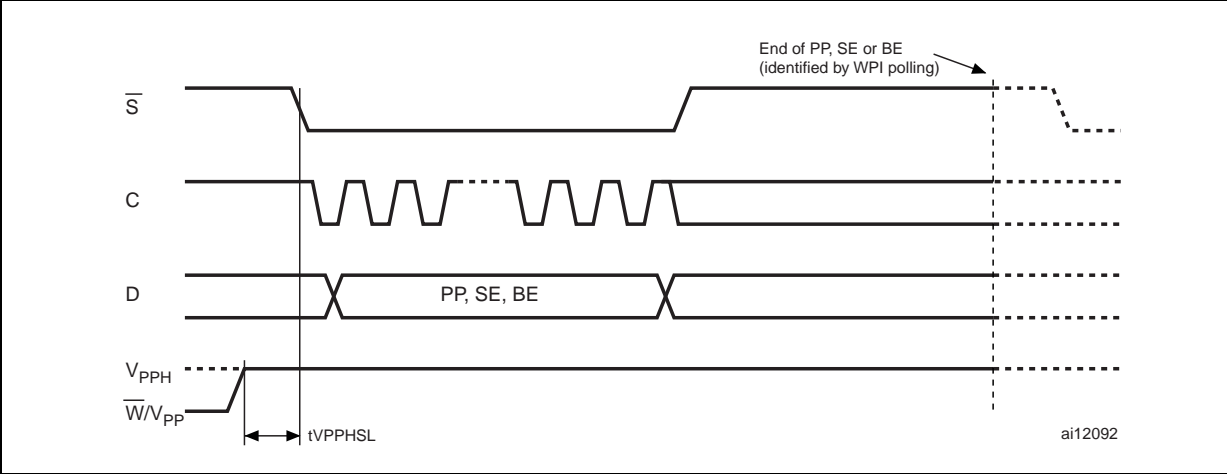 End of PP, SE or BE
(identified by WPI polling)
S̅
C
D
PP, SE, BE
VPPH
W̅/VPP
tVPPHSL
ai12092